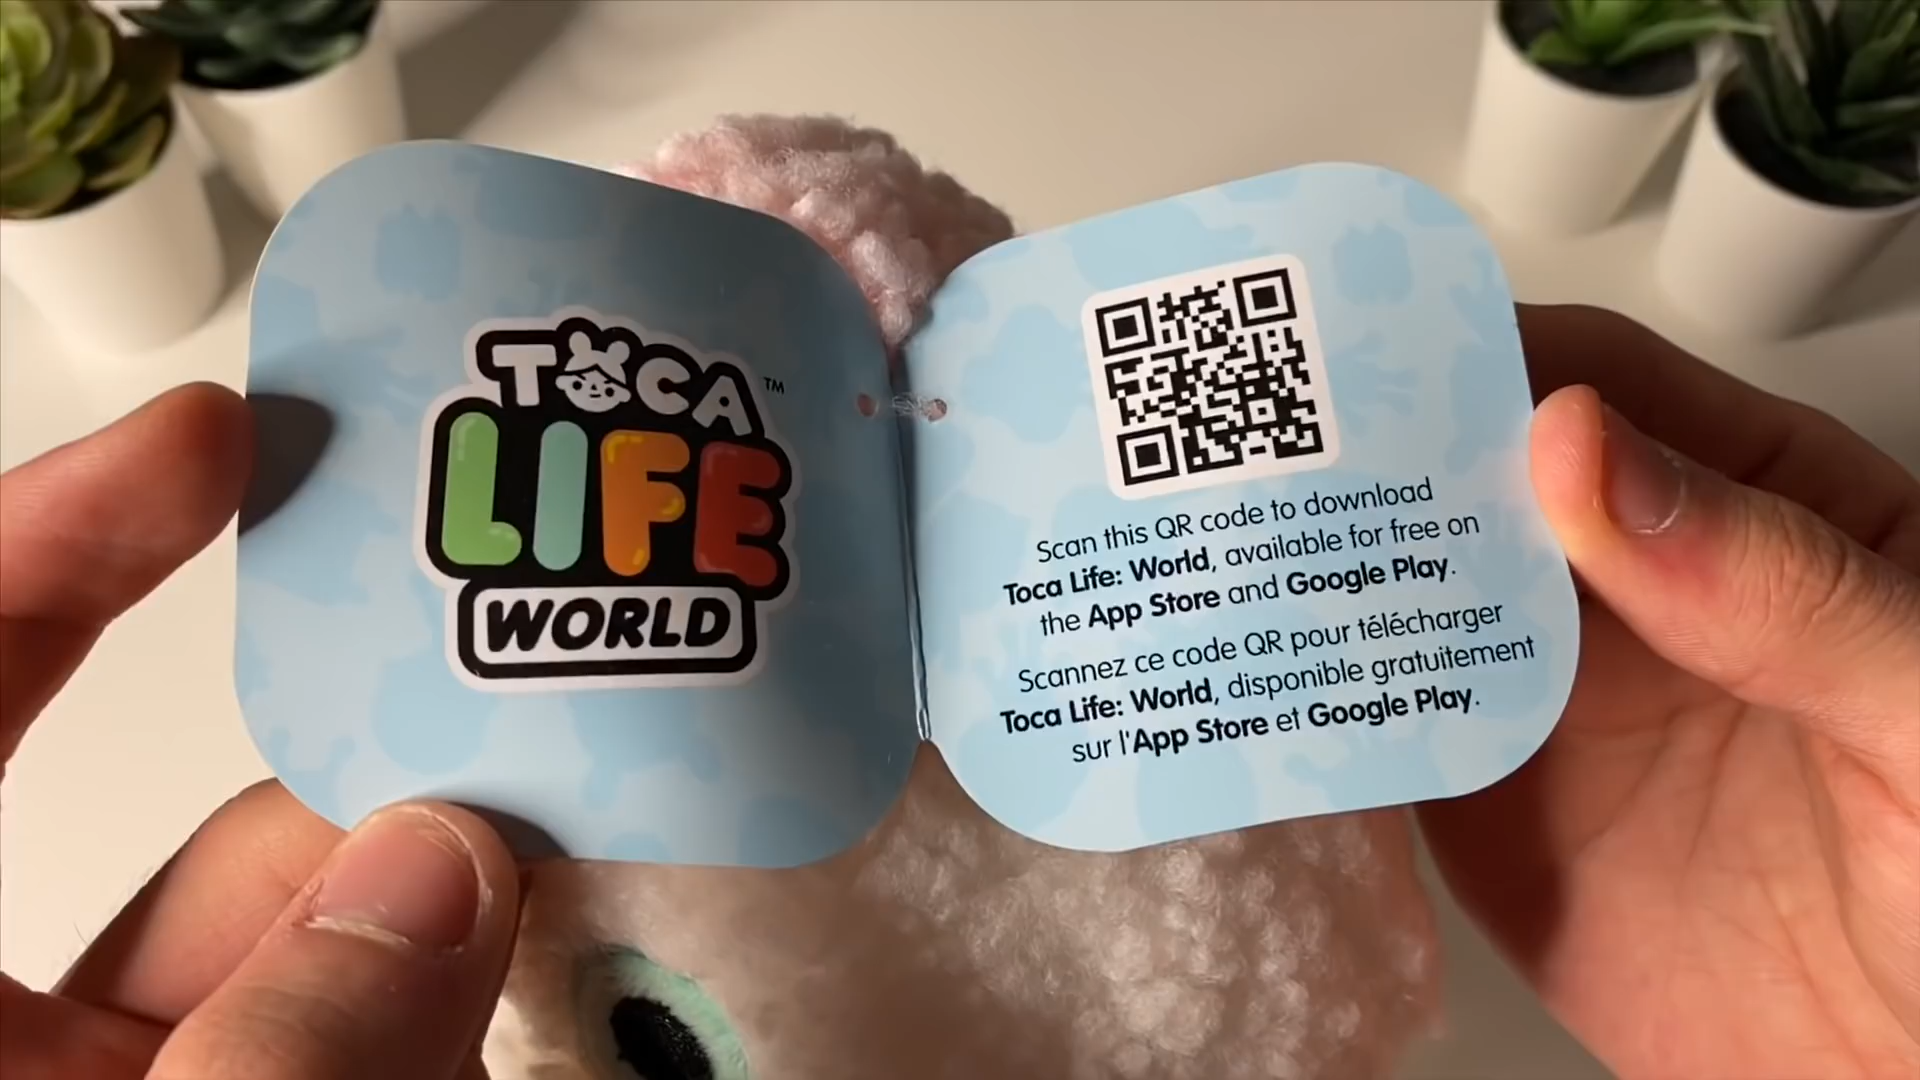 TOCA™
LIFE
WORLD
Scan this QR code to download
Toca Life: World, available for free on
the App Store and Google Play.
Scannez ce code QR pour télécharger
Toca Life: World, disponible gratuitement
sur l'App Store et Google Play.